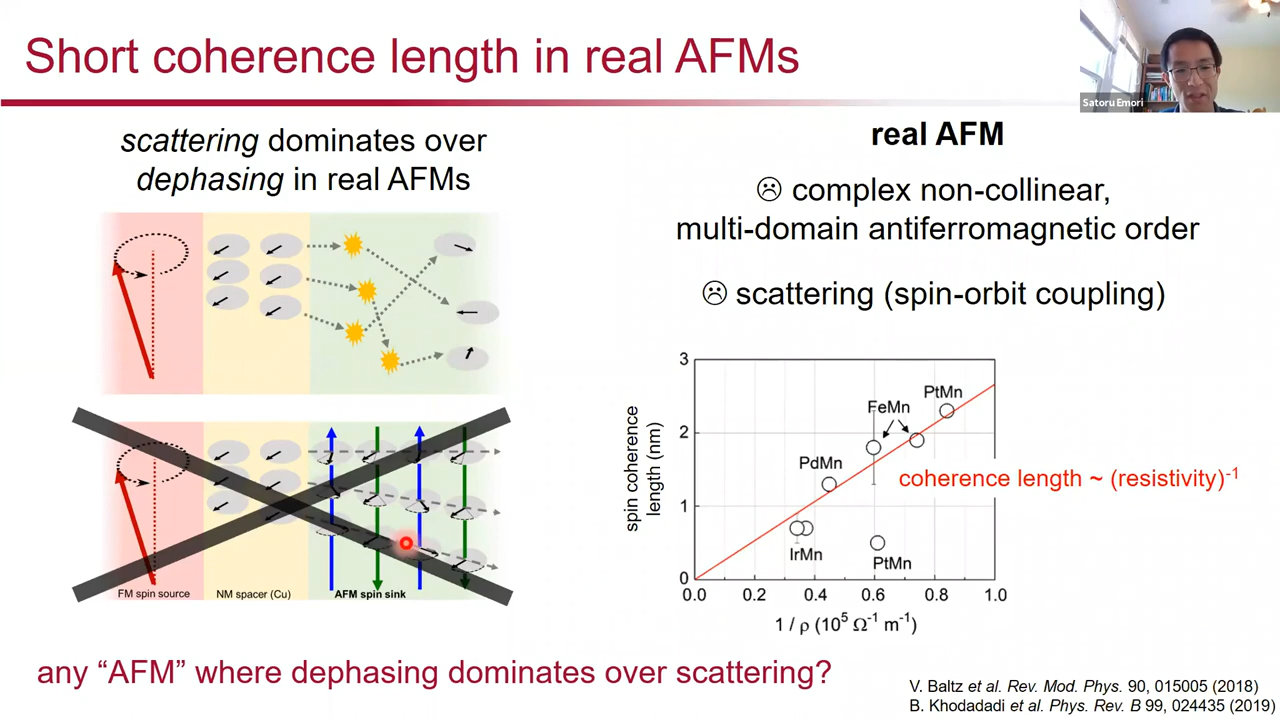 Short coherence length in real AFMs
Satoru Emori
scattering dominates over
dephasing in real AFMs
FM spin source
NM spacer (Cu)
AFM spin sink
real AFM
☹ complex non-collinear,
multi-domain antiferromagnetic order
☹ scattering (spin-orbit coupling)
spin coherence
length (nm)
3
2
1
0
PtMn
FeMn
PdMn
coherence length ~ (resistivity)⁻¹
IrMn
PtMn
0.0 0.2 0.4 0.6 0.8 1.0
1 / ρ (10⁵ Ω⁻¹ m⁻¹)
any “AFM” where dephasing dominates over scattering?
V. Baltz et al. Rev. Mod. Phys. 90, 015005 (2018)
B. Khodadadi et al. Phys. Rev. B 99, 024435 (2019)